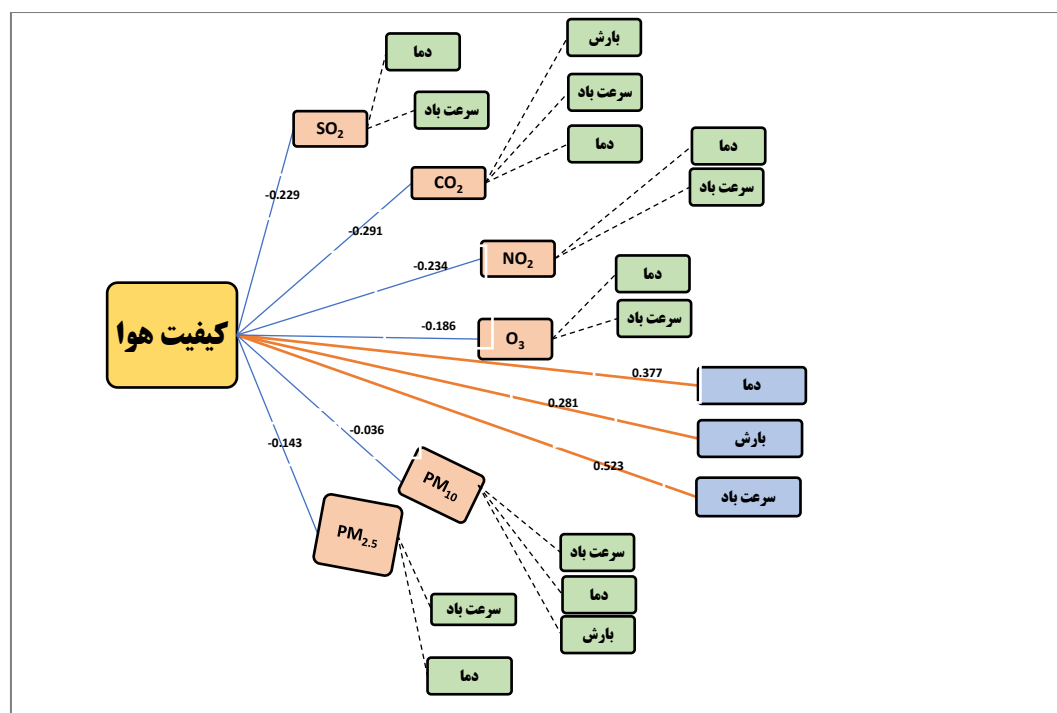 دما
سرعت باد
SO₂
بارش
سرعت باد
دما
CO₂
دما
سرعت باد
NO₂
دما
سرعت باد
O₃
-0.229
-0.291
-0.234
-0.186
کیفیت هوا
0.377
دما
0.281
بارش
0.523
سرعت باد
-0.036
-0.143
PM₁₀
PM₂.₅
سرعت باد
دما
بارش
سرعت باد
دما